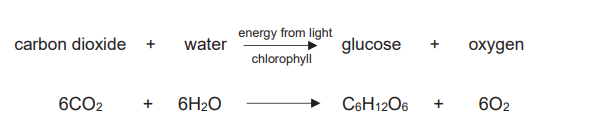 energy from light
carbon dioxide + water glucose + oxygen
chlorophyll
6CO2 + 6H2O C6H12O6 + 6O2